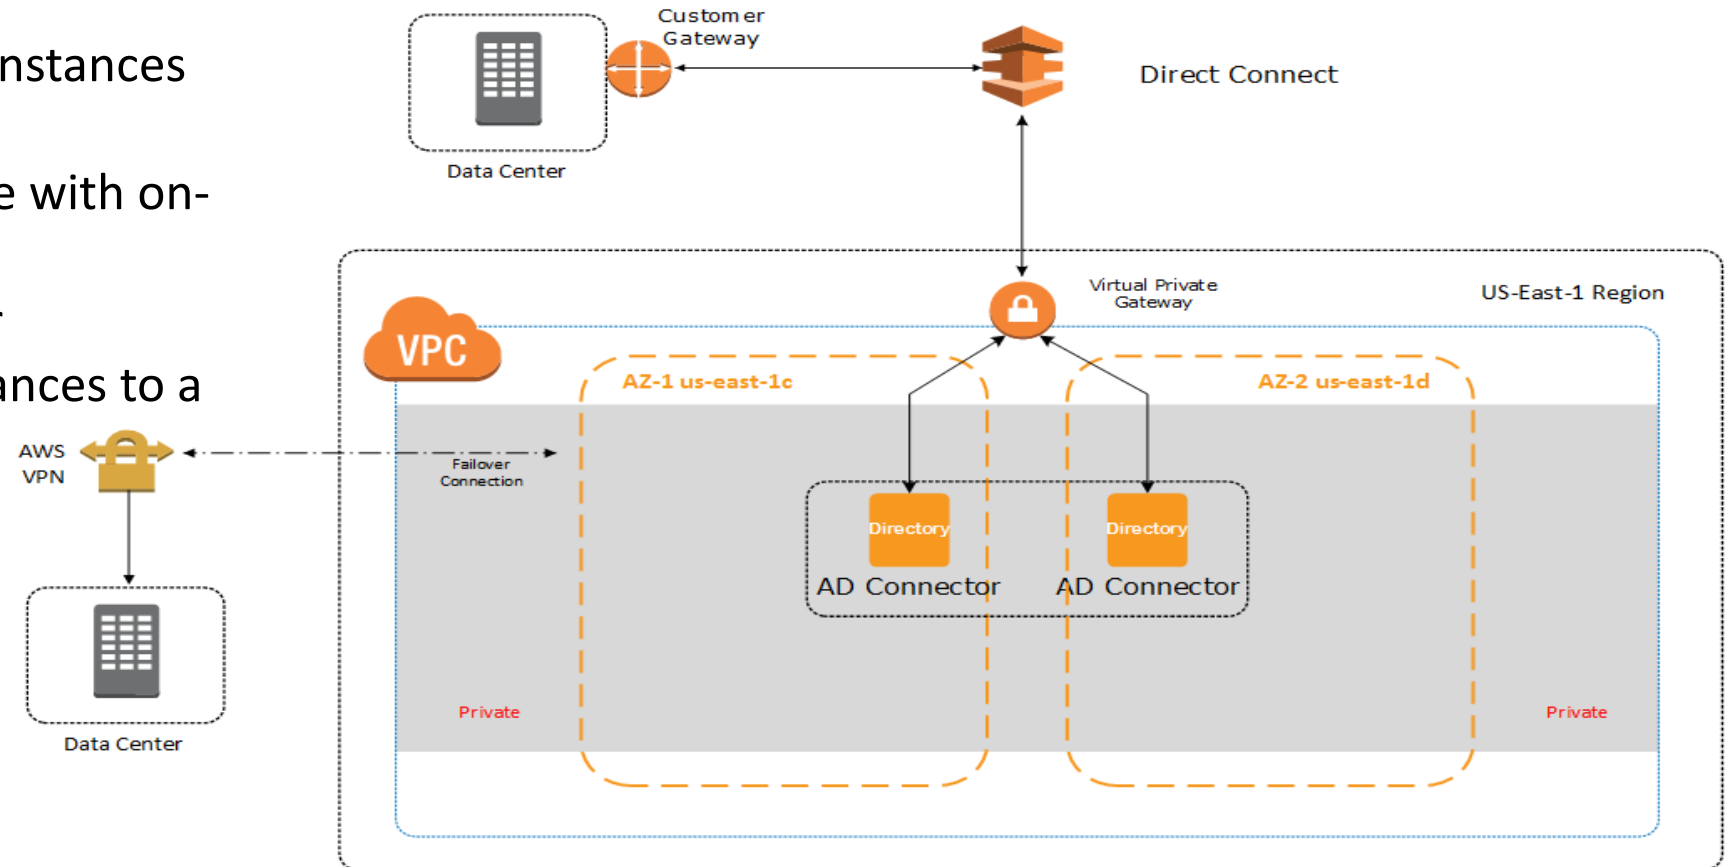 nstances
e with on-
ances to a
Customer
Gateway
Direct Connect
Data Center
Virtual Private
Gateway
US-East-1 Region
VPC
AZ-1 us-east-1c
AZ-2 us-east-1d
AWS
VPN
Failover
Connection
Directory
Directory
AD Connector
AD Connector
Private
Private
Data Center